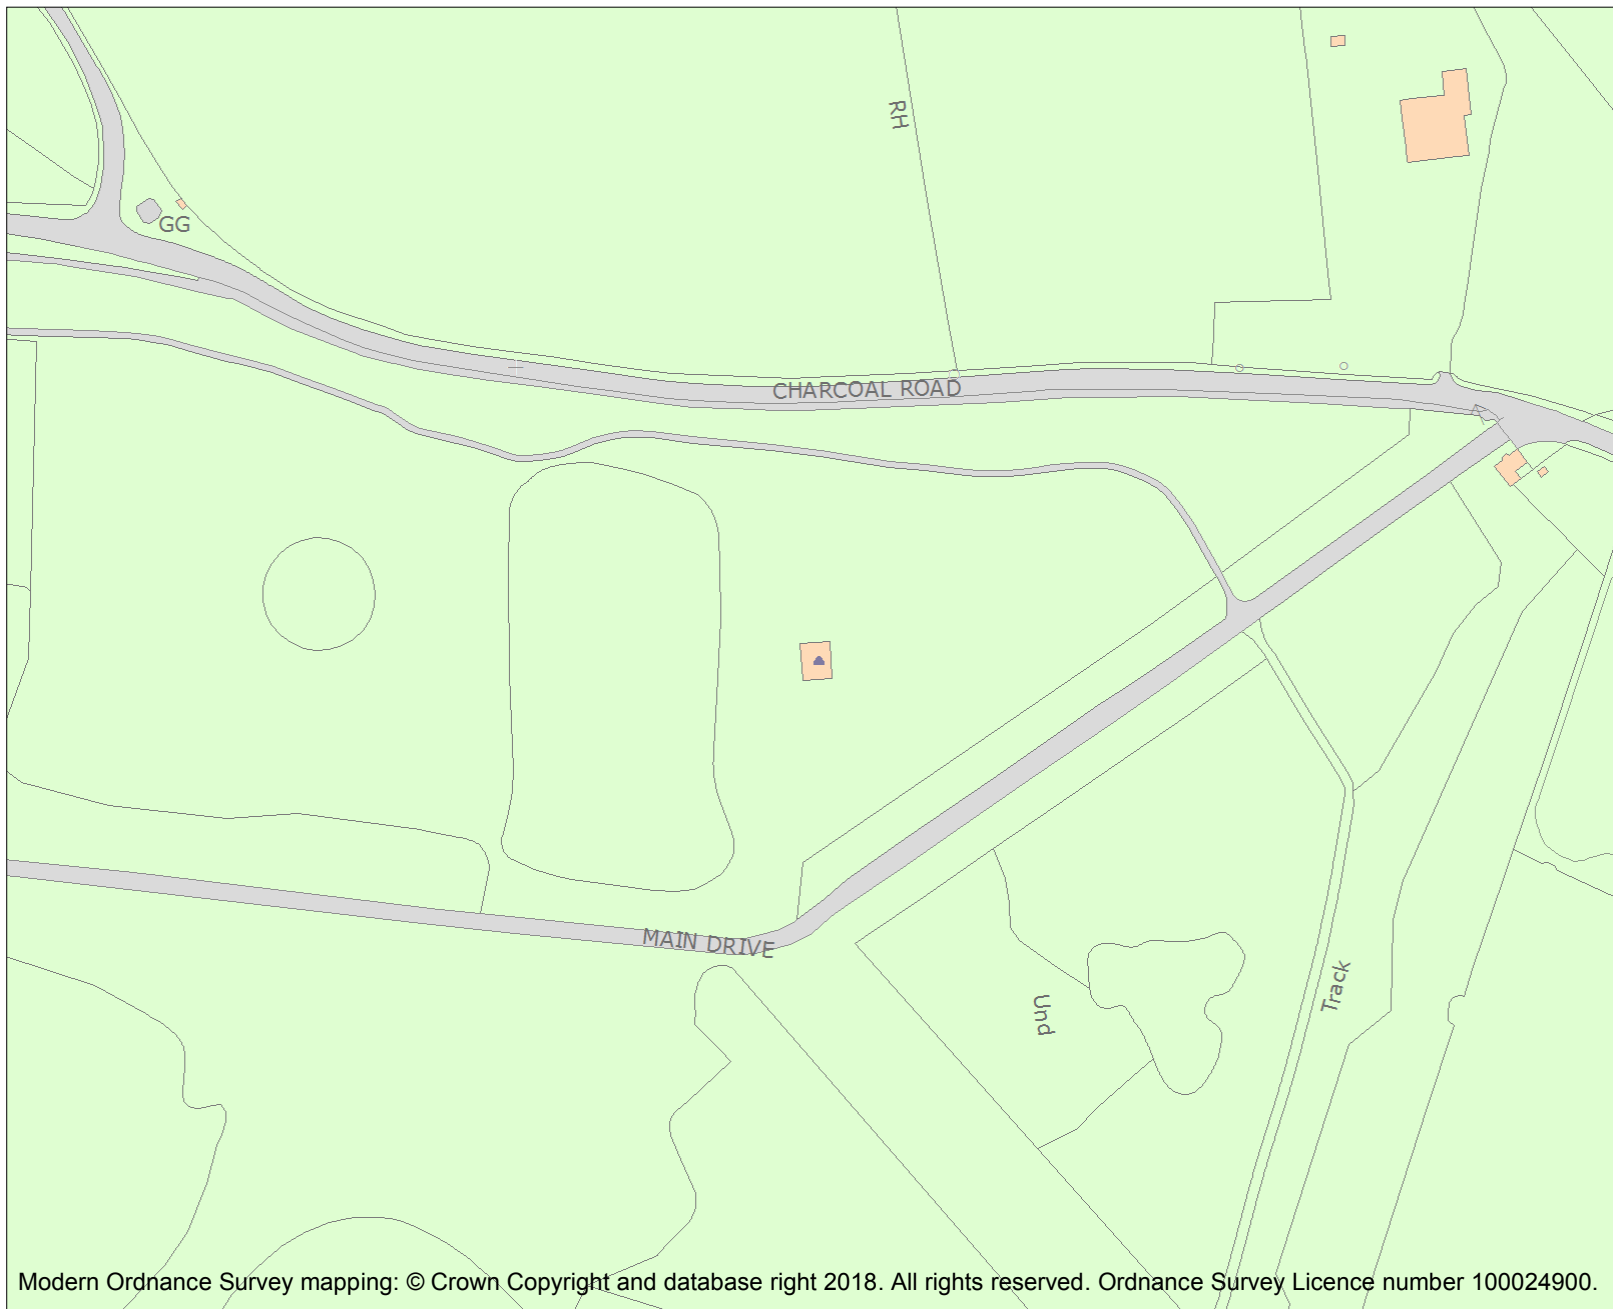 RH
GG
CHARCOAL ROAD
MAIN DRIVE
Track
Und
Modern Ordnance Survey mapping: © Crown Copyright and database right 2018. All rights reserved. Ordnance Survey Licence number 100024900.